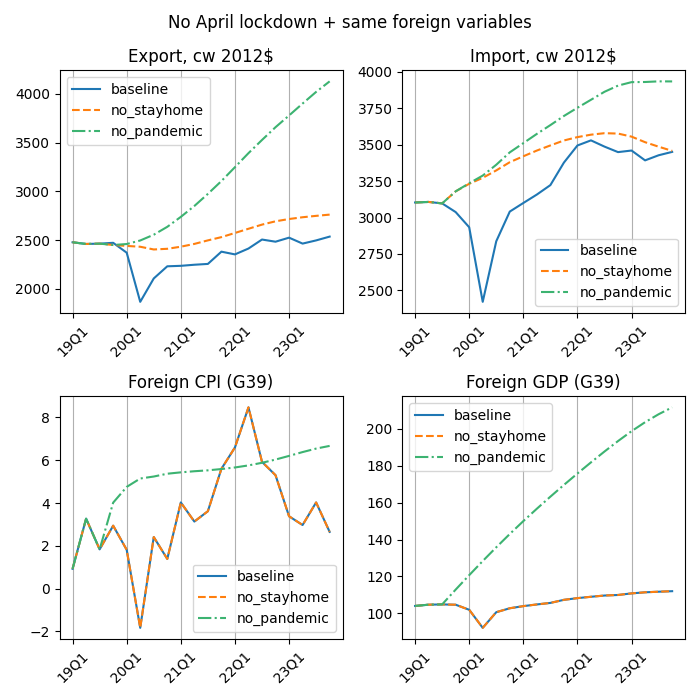 No April lockdown + same foreign variables
Export, cw 2012$
4000
3500
3000
2500
2000
baseline
no_stayhome
no_pandemic
19Q1
20Q1
21Q1
22Q1
23Q1
Import, cw 2012$
4000
3750
3500
3250
3000
2750
2500
baseline
no_stayhome
no_pandemic
19Q1
20Q1
21Q1
22Q1
23Q1
Foreign CPI (G39)
8
6
4
2
0
−2
baseline
no_stayhome
no_pandemic
19Q1
20Q1
21Q1
22Q1
23Q1
Foreign GDP (G39)
200
180
160
140
120
100
baseline
no_stayhome
no_pandemic
19Q1
20Q1
21Q1
22Q1
23Q1